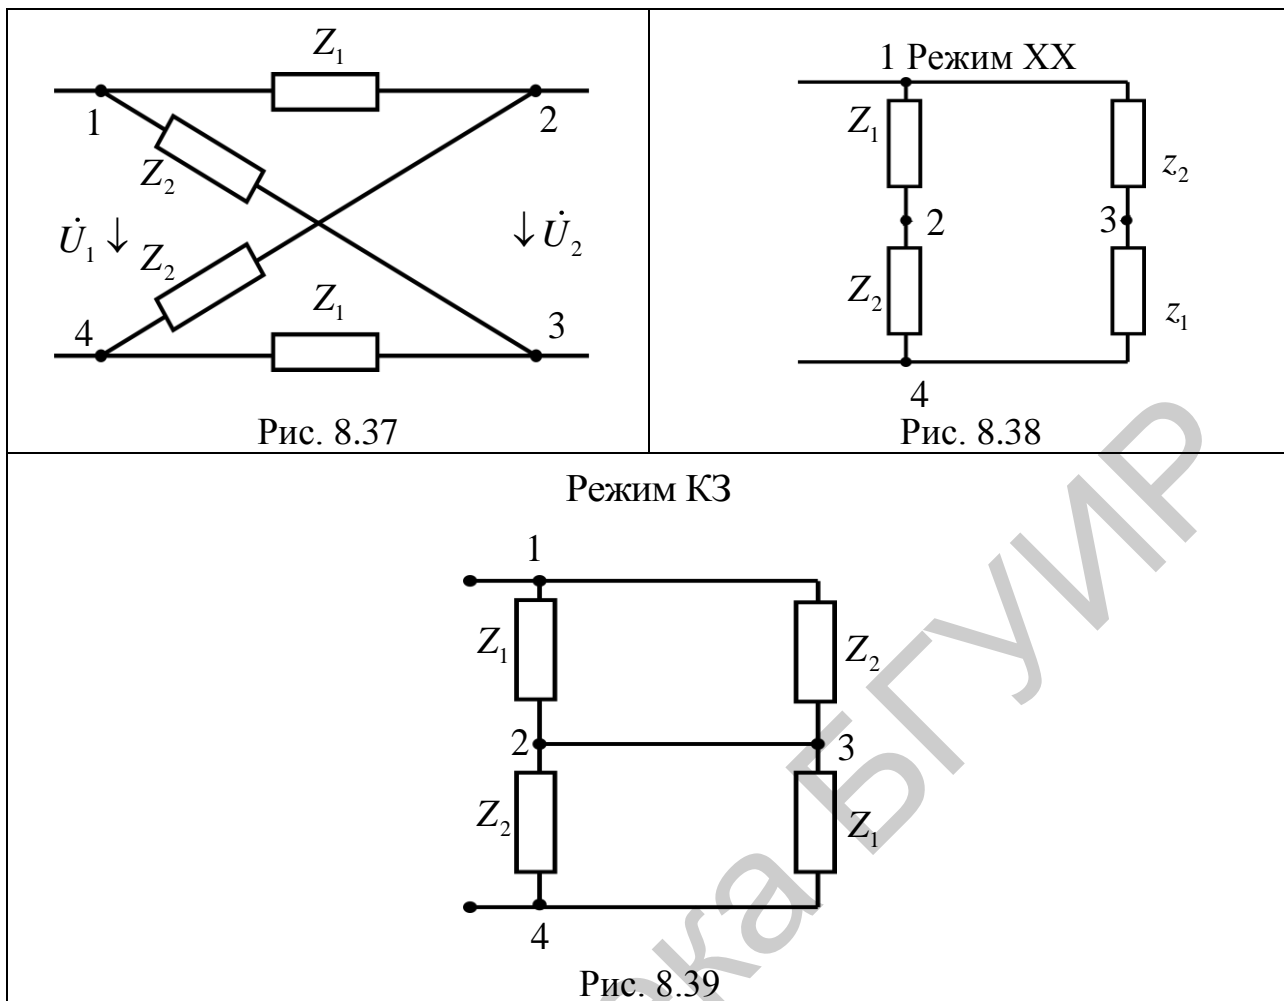 Z₁
1
2
Z₂
U̇₁ ↓
↓ U̇₂
Z₂
Z₁
4
3
Рис. 8.37
1 Режим ХХ
Z₁
z₂
2
3
Z₂
z₁
4
Рис. 8.38
Режим КЗ
1
Z₁
Z₂
2
3
Z₂
Z₁
4
Рис. 8.39
БГУИР